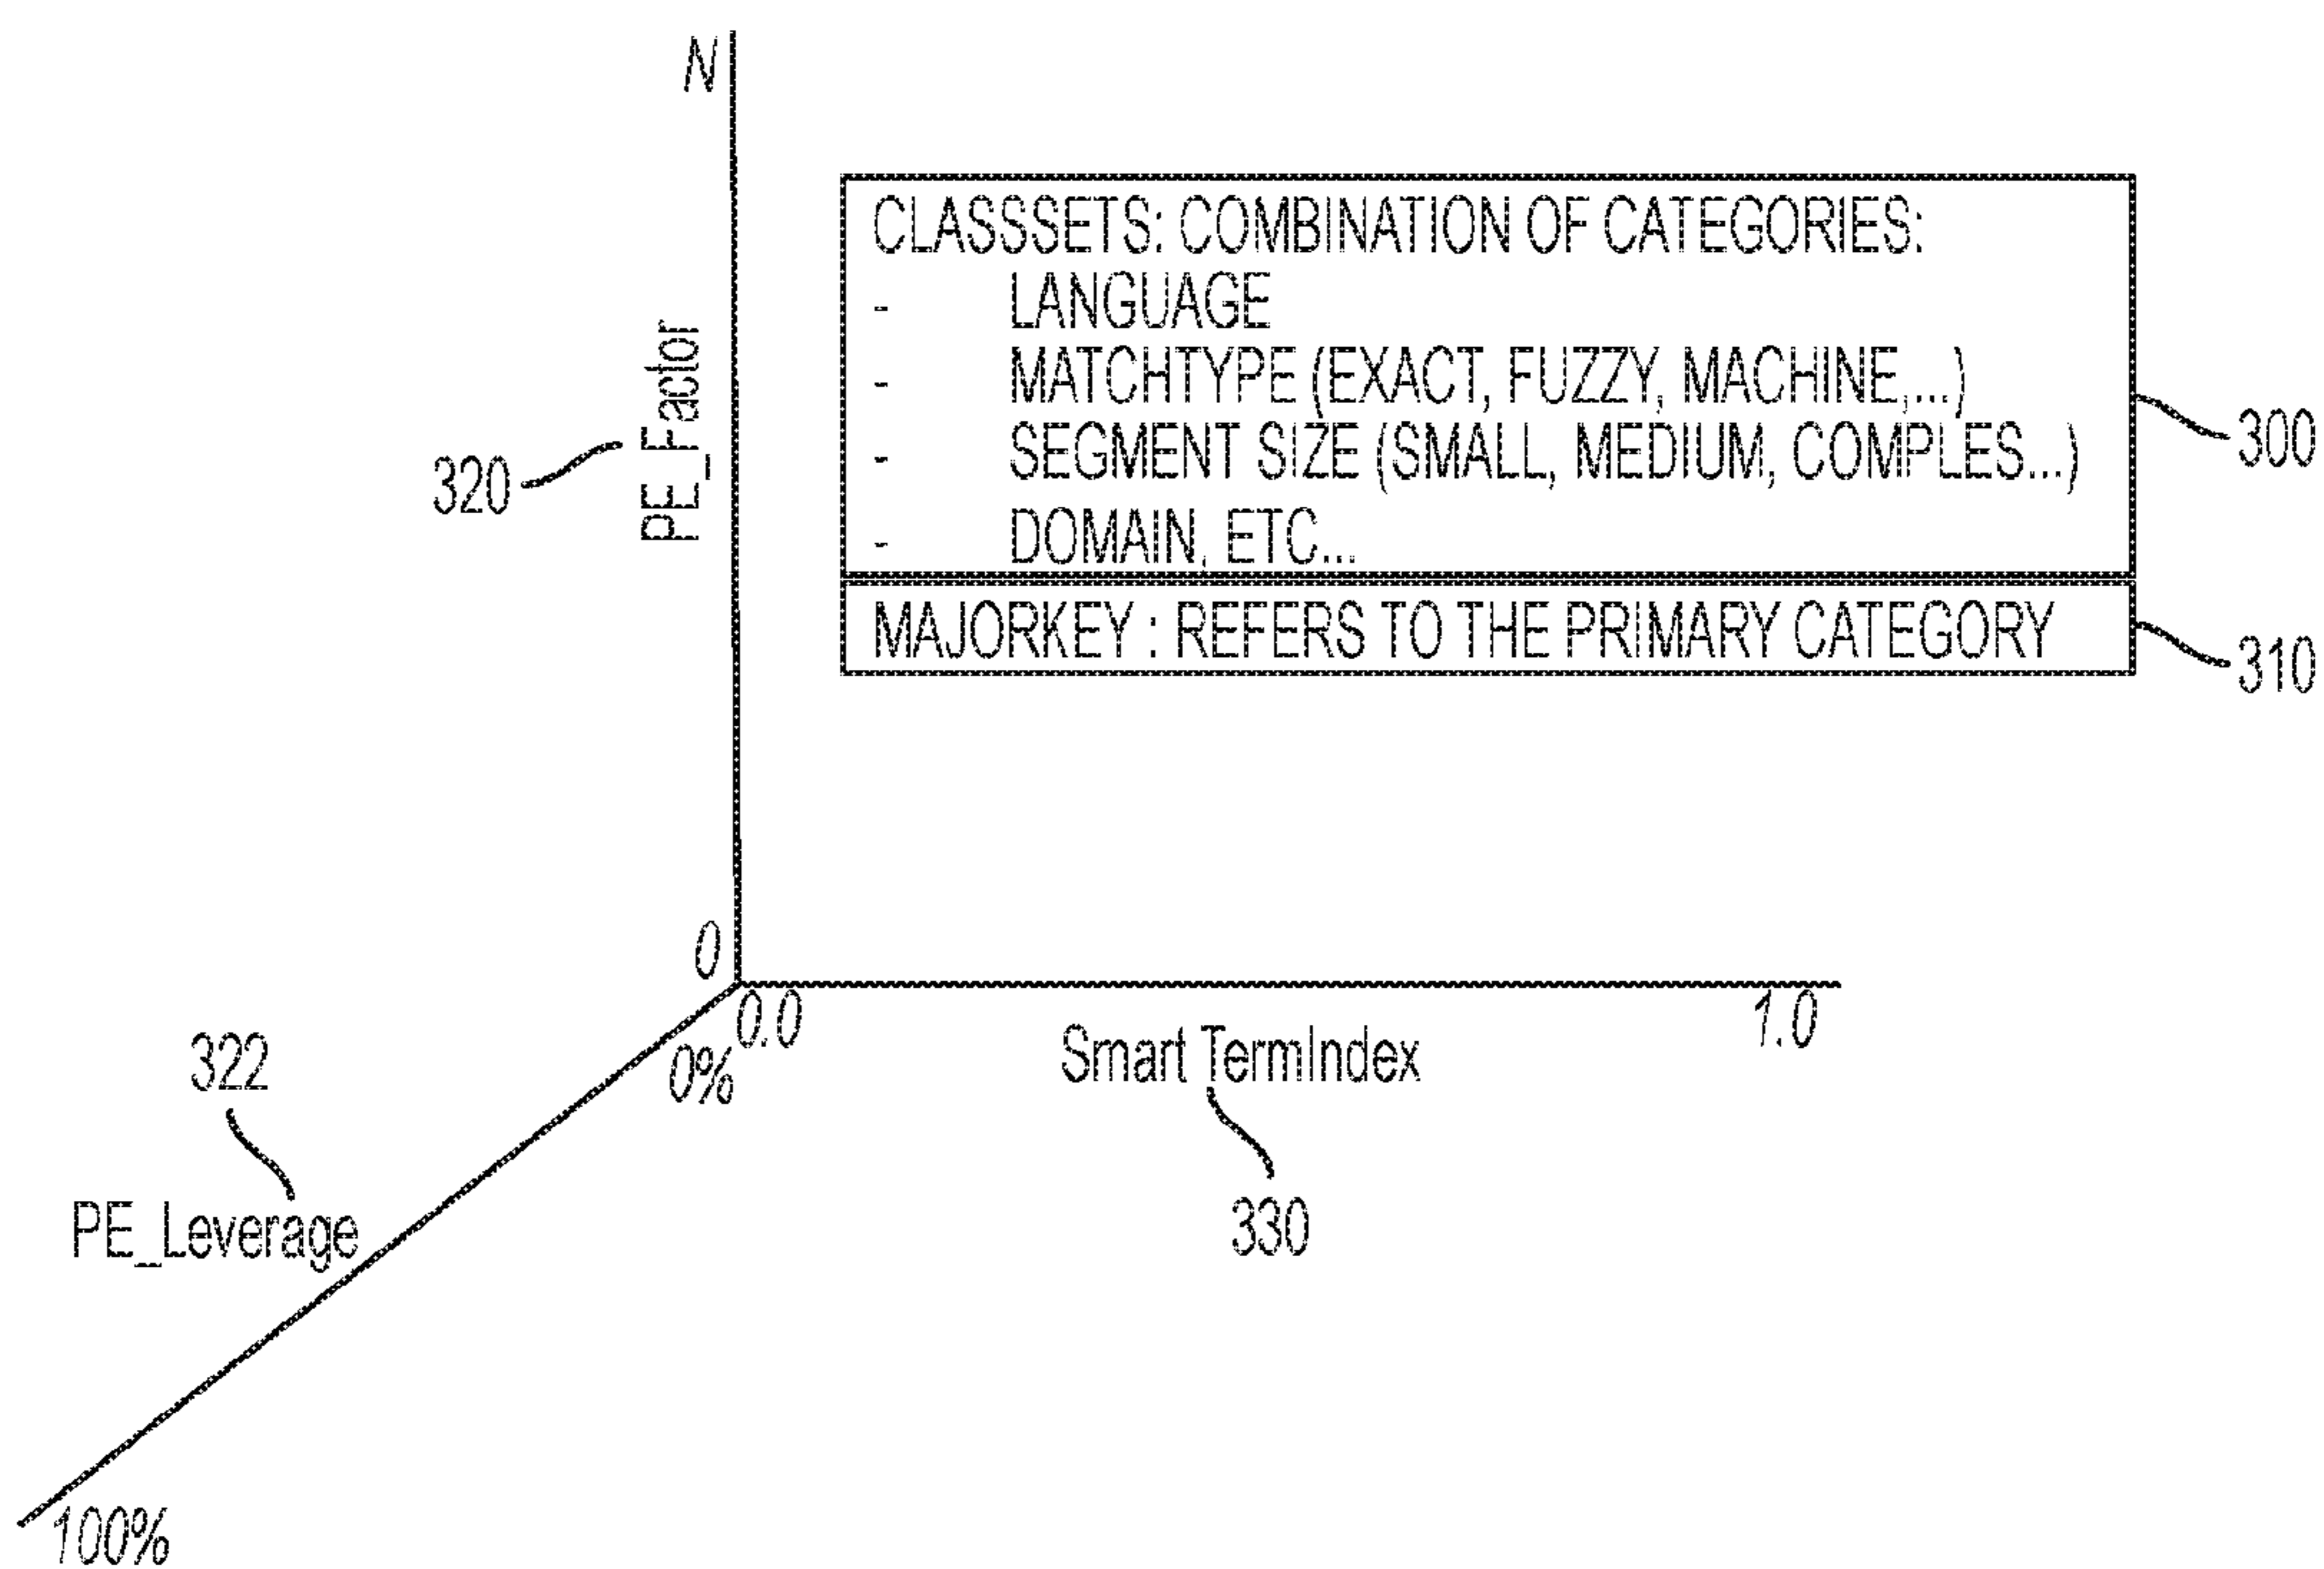 N
CLASSSETS: COMBINATION OF CATEGORIES:
- LANGUAGE
- MATCHTYPE (EXACT, FUZZY, MACHINE,...)
- SEGMENT SIZE (SMALL, MEDIUM, COMPLES...)
- DOMAIN, ETC...
300
PE_Factor
320
MAJORKEY : REFERS TO THE PRIMARY CATEGORY
310
0
0.0
1.0
0%
Smart TermIndex
322
330
PE_Leverage
100%